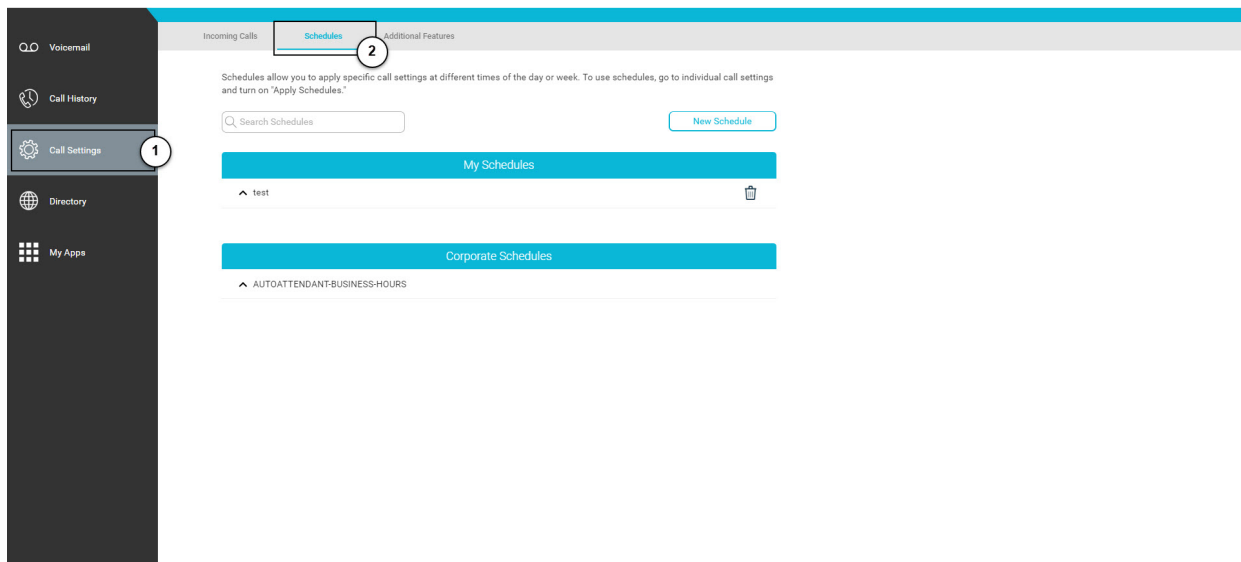 Voicemail
Call History
Call Settings
1
Directory
My Apps
Incoming Calls
Schedules
2
Additional Features
Schedules allow you to apply specific call settings at different times of the day or week. To use schedules, go to individual call settings
and turn on "Apply Schedules."
Search Schedules
New Schedule
My Schedules
test
Corporate Schedules
AUTOATTENDANT-BUSINESS-HOURS